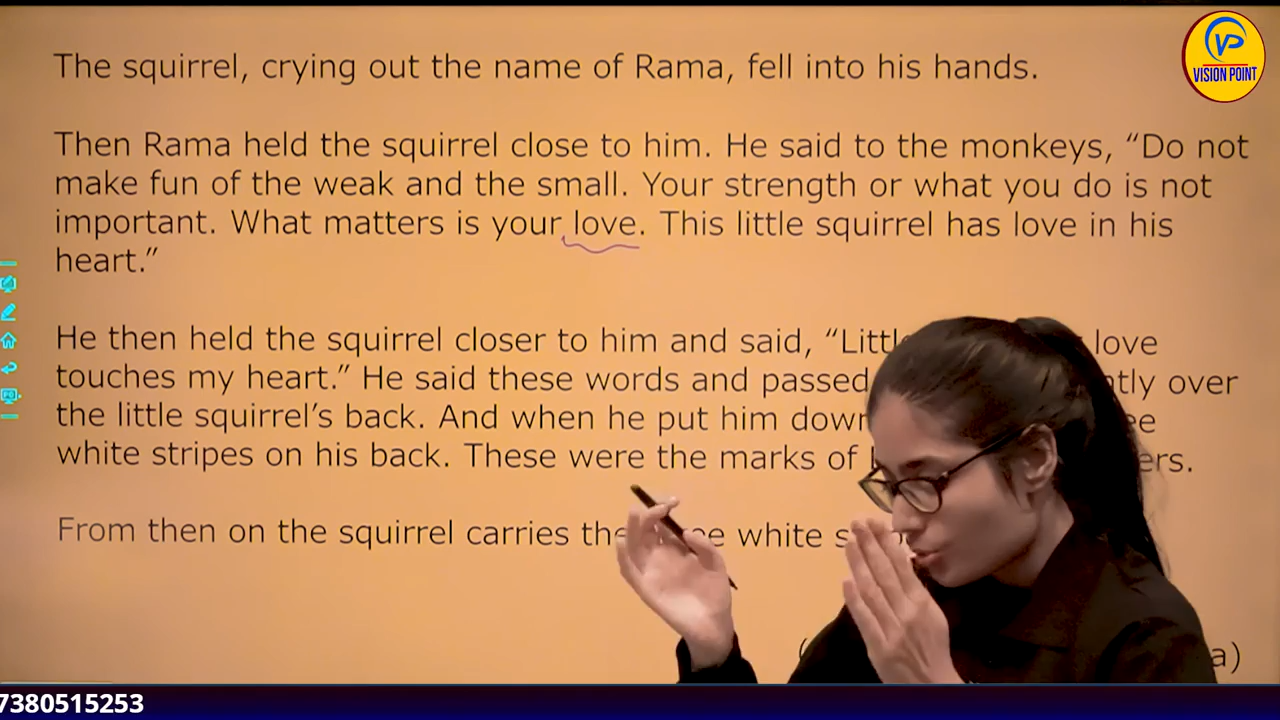 The squirrel, crying out the name of Rama, fell into his hands.
Then Rama held the squirrel close to him. He said to the monkeys, “Do not
make fun of the weak and the small. Your strength or what you do is not
important. What matters is your love. This little squirrel has love in his
heart.”
He then held the squirrel closer to him and said, “Littl love
touches my heart.” He said these words and passed tly over
the little squirrel’s back. And when he put him down ee
white stripes on his back. These were the marks of ers.
From then on the squirrel carries the ee white s
a)
VP
VISION POINT
7380515253